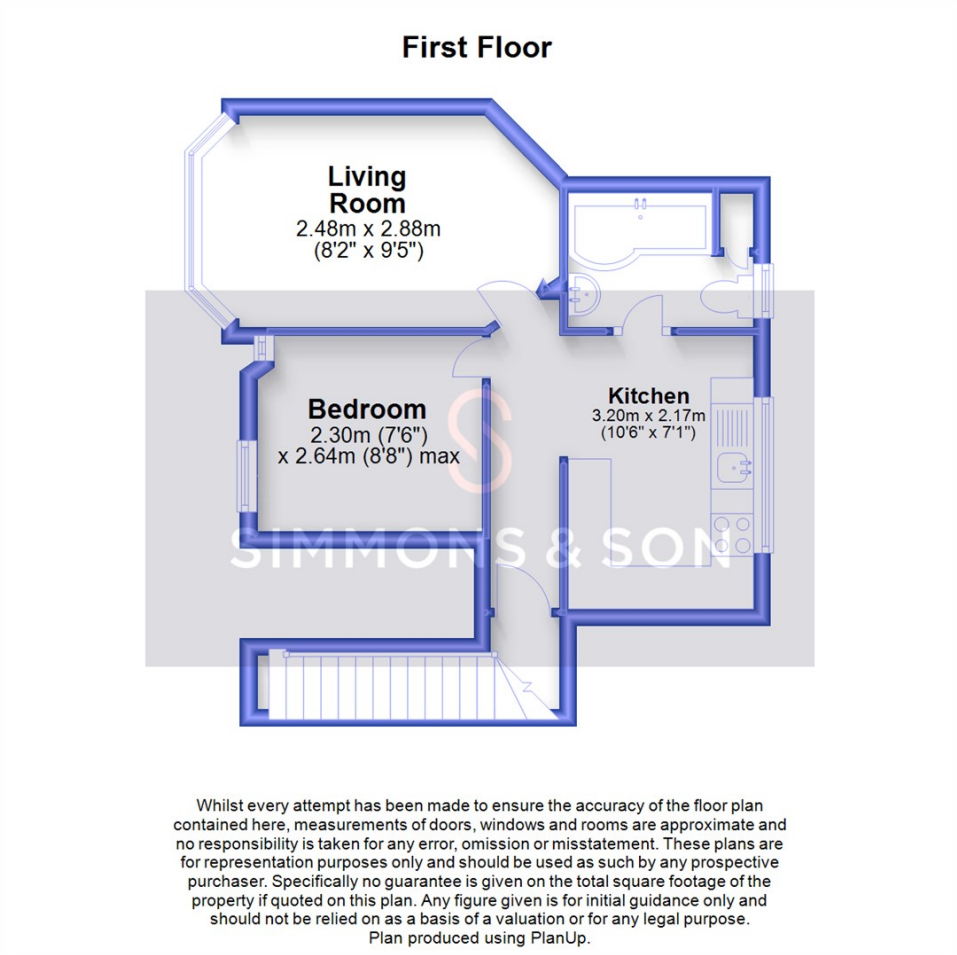 First Floor
Living
Room
2.48m x 2.88m
(8'2" x 9'5")
Bedroom
2.30m (7'6")
x 2.64m (8'8") max
Kitchen
3.20m x 2.17m
(10'6" x 7'1")
SIMMONS & SON
Whilst every attempt has been made to ensure the accuracy of the floor plan
contained here, measurements of doors, windows and rooms are approximate and
no responsibility is taken for any error, omission or misstatement. These plans are
for representation purposes only and should be used as such by any prospective
purchaser. Specifically no guarantee is given on the total square footage of the
property if quoted on this plan. Any figure given is for initial guidance only and
should not be relied on as a basis of a valuation or for any legal purpose.
Plan produced using PlanUp.